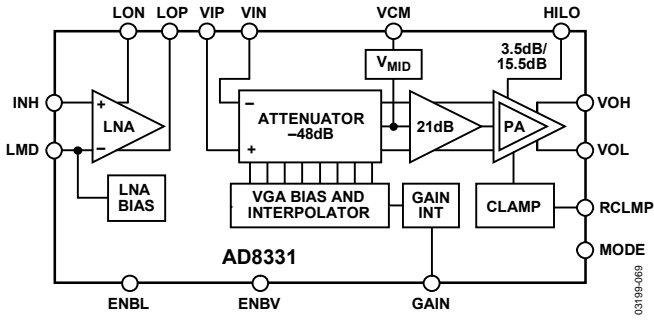 LON LOP VIP VIN VCM HILO
3.5dB/
15.5dB
VMID
INH
LMD
+
–
LNA
LNA
BIAS
–
+
ATTENUATOR
–48dB
21dB
PA
VOH
VOL
VGA BIAS AND
INTERPOLATOR
GAIN
INT
CLAMP
RCLMP
MODE
AD8331
ENBL ENBV GAIN
03199-069